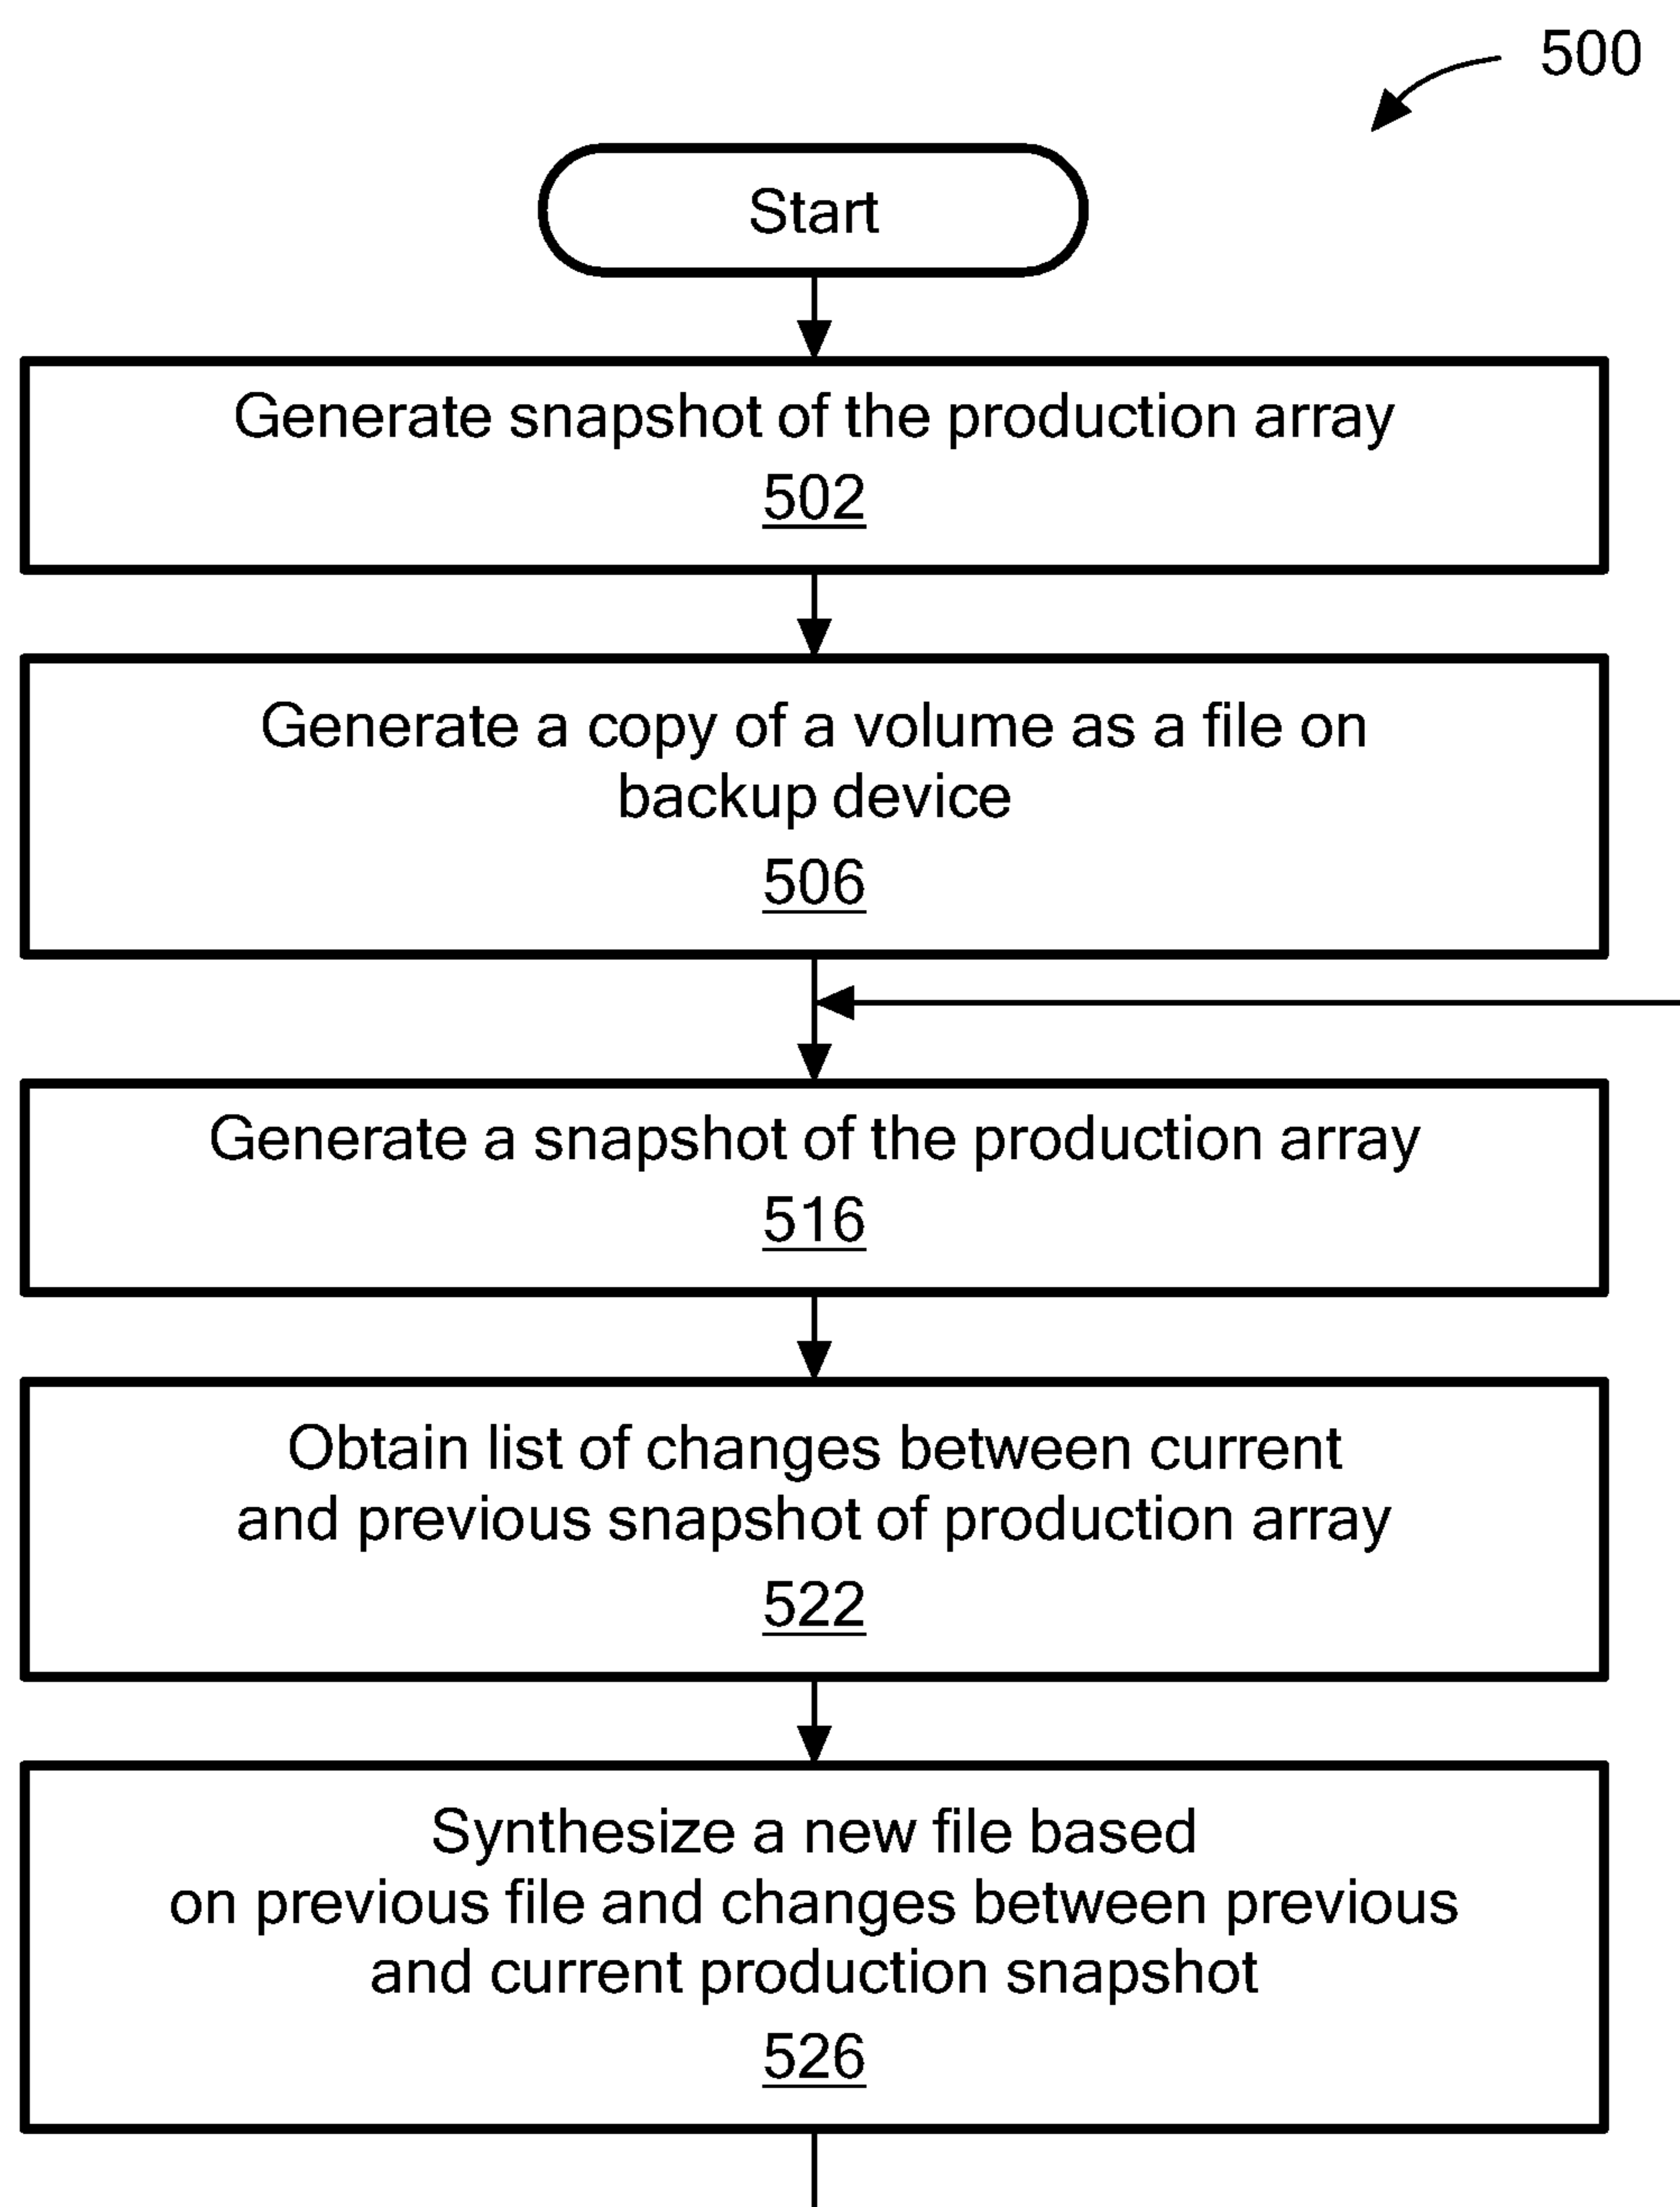 500
Start
Generate snapshot of the production array
502
Generate a copy of a volume as a file on
backup device
506
Generate a snapshot of the production array
516
Obtain list of changes between current
and previous snapshot of production array
522
Synthesize a new file based
on previous file and changes between previous
and current production snapshot
526